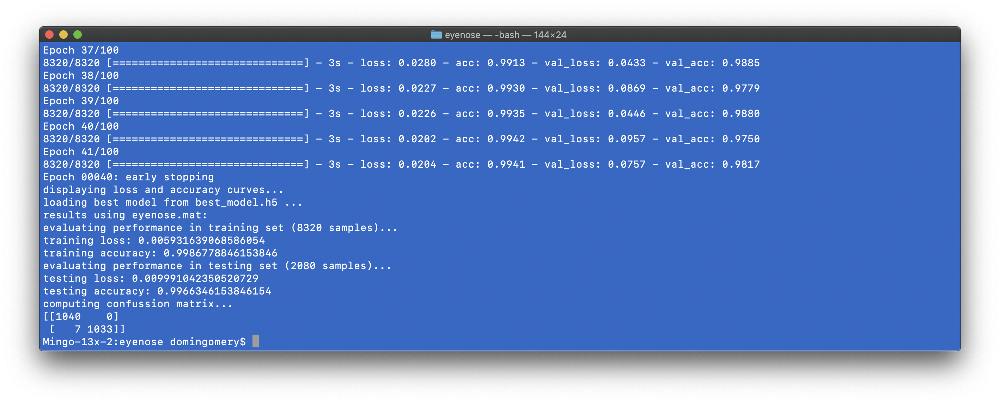 eyenose — -bash — 144×24
Epoch 37/100
8320/8320 [==============================] - 3s - loss: 0.0280 - acc: 0.9913 - val_loss: 0.0433 - val_acc: 0.9885
Epoch 38/100
8320/8320 [==============================] - 3s - loss: 0.0227 - acc: 0.9930 - val_loss: 0.0869 - val_acc: 0.9779
Epoch 39/100
8320/8320 [==============================] - 3s - loss: 0.0226 - acc: 0.9935 - val_loss: 0.0446 - val_acc: 0.9880
Epoch 40/100
8320/8320 [==============================] - 3s - loss: 0.0202 - acc: 0.9942 - val_loss: 0.0957 - val_acc: 0.9750
Epoch 41/100
8320/8320 [==============================] - 3s - loss: 0.0204 - acc: 0.9941 - val_loss: 0.0757 - val_acc: 0.9817
Epoch 00040: early stopping
displaying loss and accuracy curves...
loading best model from best_model.h5 ...
results using eyenose.mat:
evaluating performance in training set (8320 samples)...
training loss: 0.005931639068586054
training accuracy: 0.9986778846153846
evaluating performance in testing set (2080 samples)...
testing loss: 0.009991042350520729
testing accuracy: 0.9966346153846154
computing confussion matrix...
[[1040    0]
 [   7 1033]]
Mingo-13x-2:eyenose domingomery$